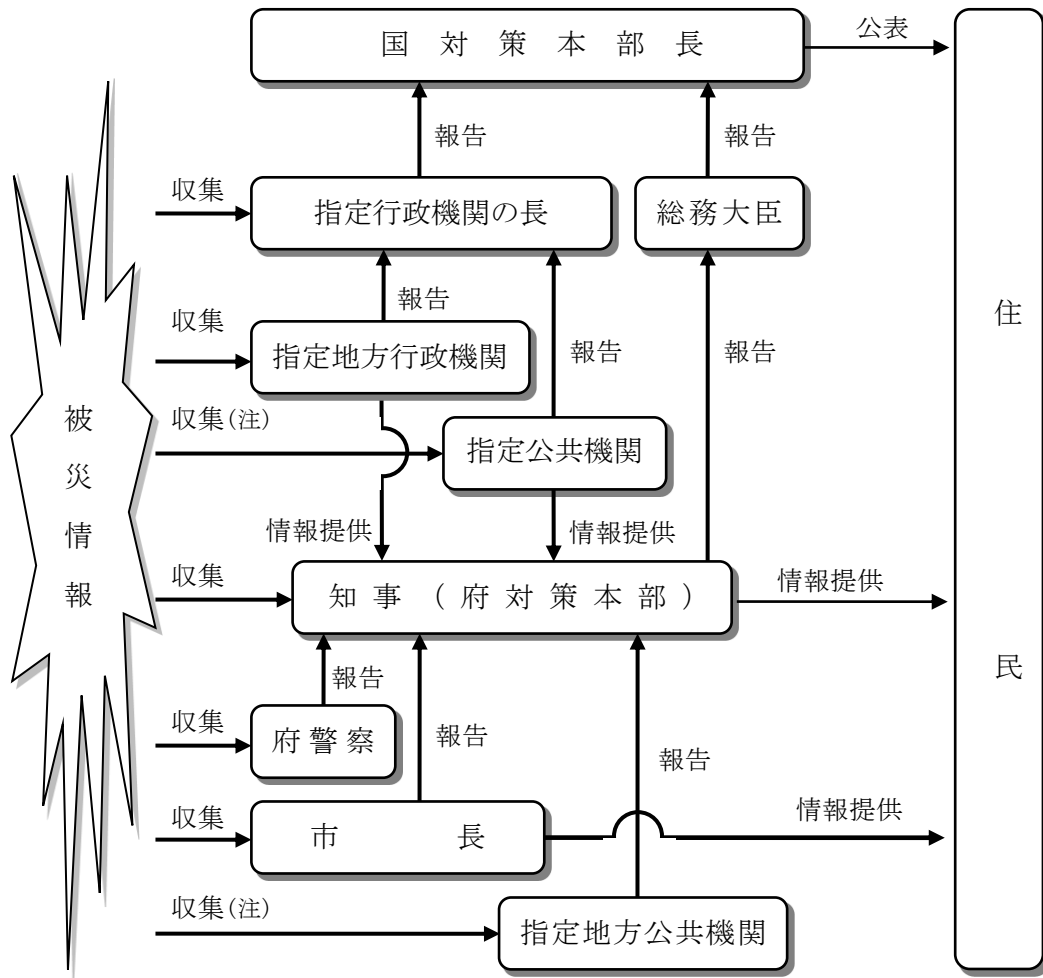 国対策本部長
公表
報告
報告
収集
指定行政機関の長
総務大臣
住民
報告
収集
指定地方行政機関
報告
報告
収集(注)
被災情報
指定公共機関
情報提供
情報提供
収集
知事(府対策本部)
情報提供
報告
収集
府警察
報告
報告
収集
市長
情報提供
収集(注)
指定地方公共機関